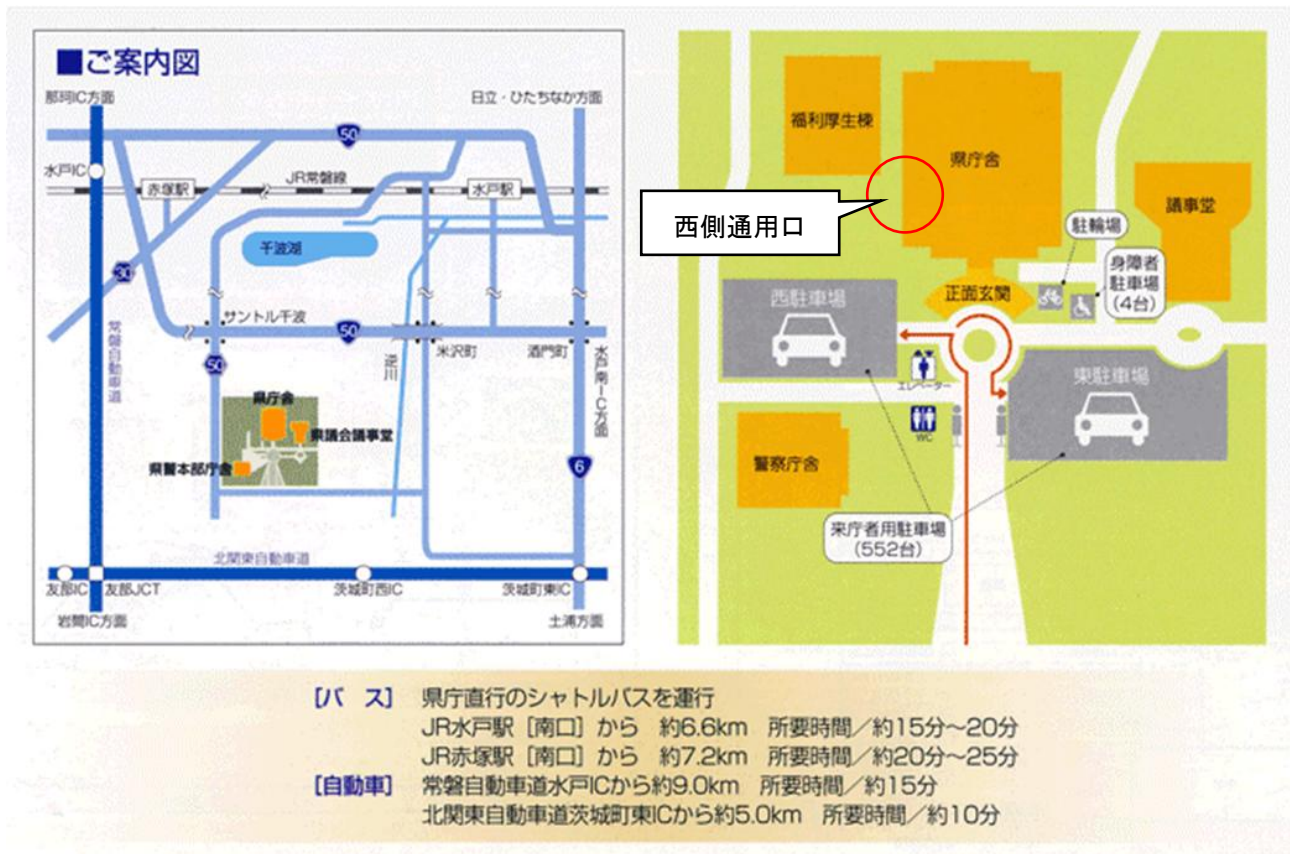 ■ご案内図
那珂IC方面
日立・ひたちなか方面
50
水戸IC
赤塚駅
JR常磐線
水戸駅
千波湖
30
サントル千波
50
常磐自動車道
50
逆川
米沢町
酒門町
水戸南IC方面
県庁舎
県議会議事堂
県警本部庁舎
6
北関東自動車道
友部IC
友部JCT
茨城町西IC
茨城町東IC
岩間IC方面
土浦方面
福利厚生棟
県庁舎
西側通用口
議事堂
駐輪場
身障者
駐車場
(4台)
西駐車場
正面玄関
エレベーター
東駐車場
WC
警察庁舎
来庁者用駐車場
(552台)
[バ ス] 県庁直行のシャトルバスを運行
JR水戸駅[南口]から 約6.6km 所要時間/約15分~20分
JR赤塚駅[南口]から 約7.2km 所要時間/約20分~25分
[自動車] 常磐自動車道水戸ICから約9.0km 所要時間/約15分
北関東自動車道茨城町東ICから約5.0km 所要時間/約10分